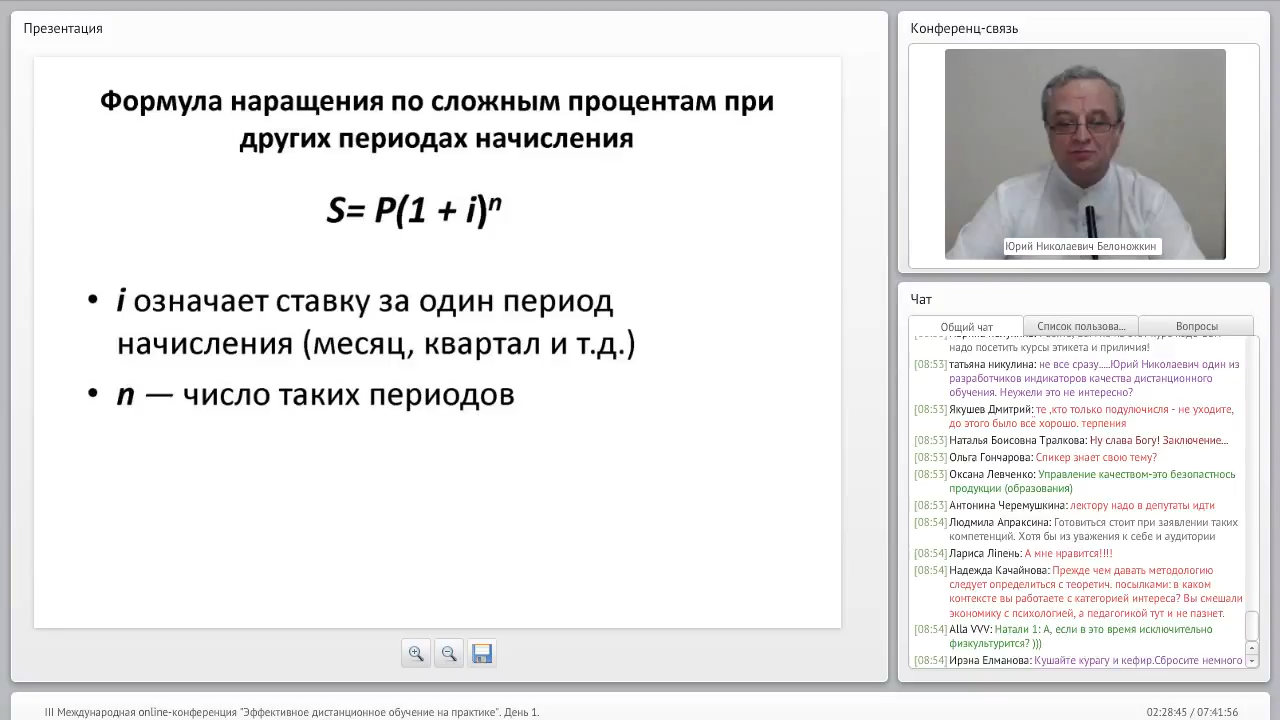 Презентация
Формула наращения по сложным процентам при
других периодах начисления
S= P(1 + i)ⁿ
• i означает ставку за один период
начисления (месяц, квартал и т.д.)
• n — число таких периодов
Конференц-связь
Юрий Николаевич Белоножкин
Чат
Общий чат
Список пользова...
Вопросы
надо посетить курсы этикета и приличия!
[08:53] татьяна никулина: не все сразу.....Юрий Николаевич один из
разработчиков индикаторов качества дистанционного
обучения. Неужели это не интересно?
[08:53] Якушев Дмитрий: те ,кто только подулючися - не уходите,
до этого было всё хорошо. терпения
[08:53] Наталья Боисовна Тралкова: Ну слава Богу! Заключение...
[08:53] Ольга Гончарова: Спикер знает свою тему?
[08:53] Оксана Левченко: Управление качеством-это безопастнось
продукции (образования)
[08:53] Антонина Черемушкина: лектору надо в депутаты идти
[08:54] Людмила Апраксина: Готовиться стоит при заявлении таких
компетенций. Хотя бы из уважения к себе и аудитории
[08:54] Лариса Ліпень: А мне нравится!!!!
[08:54] Надежда Качайнова: Прежде чем давать методологию
следует определиться с теоретич. посылками: в каком
контексте вы работаете с категорией интереса? Вы смешали
экономику с психологией, а педагогикой тут и не пазнет.
[08:54] Alla VVV: Натали 1: А, если в это время исключительно
физкультурится? )))
[08:54] Ирэна Елманова: Кушайте курагу и кефир.Сбросите немного
III Международная online-конференция "Эффективное дистанционное обучение на практике". День 1.
02:28:45 / 07:41:56